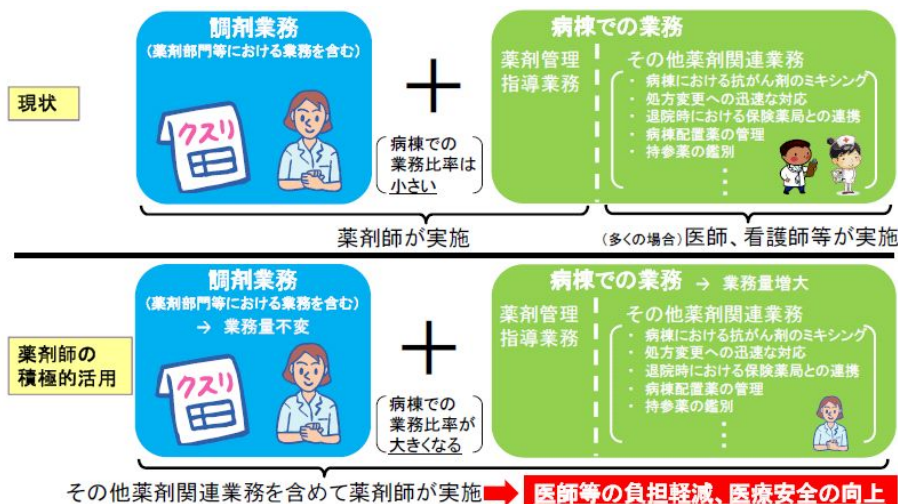 調剤業務
(薬剤部門等における業務を含む)
クスリ
現状
＋
病棟での
業務比率は
小さい
病棟での業務
薬剤管理
指導業務
その他薬剤関連業務
・ 病棟における抗がん剤のミキシング
・ 処方変更への迅速な対応
・ 退院時における保険薬局との連携
・ 病棟配置薬の管理
・ 持参薬の鑑別
薬剤師が実施
(多くの場合)医師、看護師等が実施
調剤業務
(薬剤部門等における業務を含む)
→ 業務量不変
クスリ
薬剤師の
積極的活用
＋
病棟での
業務比率が
大きくなる
病棟での業務 → 業務量増大
薬剤管理
指導業務
その他薬剤関連業務
・ 病棟における抗がん剤のミキシング
・ 処方変更への迅速な対応
・ 退院時における保険薬局との連携
・ 病棟配置薬の管理
・ 持参薬の鑑別
その他薬剤関連業務を含めて薬剤師が実施
医師等の負担軽減、医療安全の向上